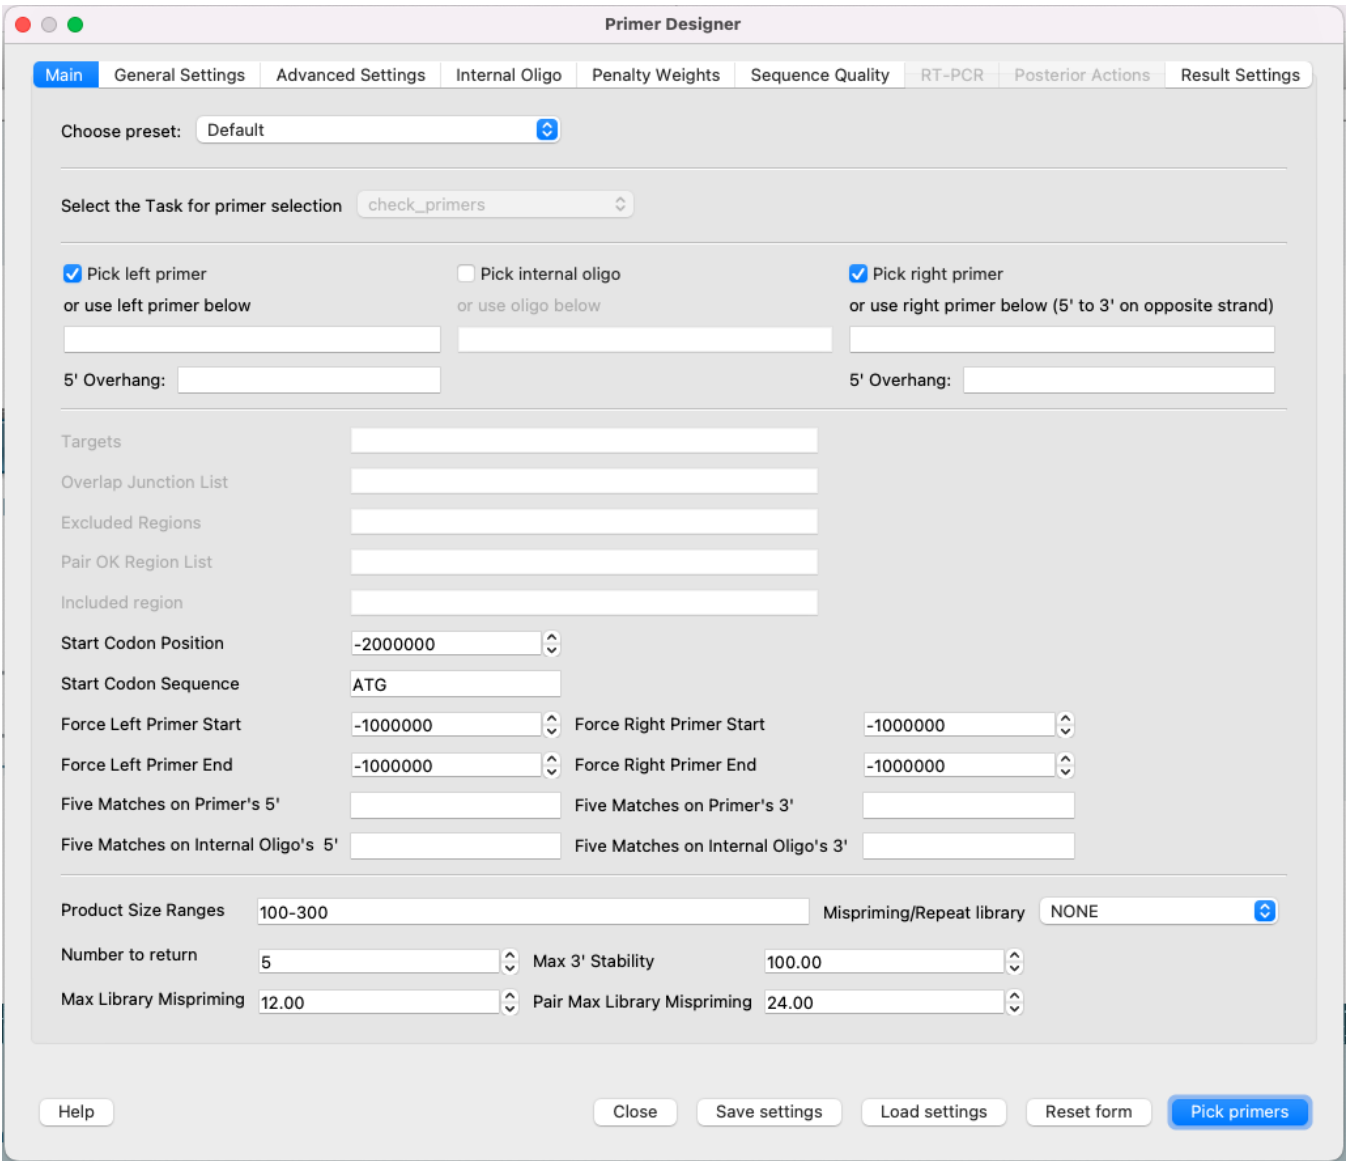 Primer Designer
Main General Settings Advanced Settings Internal Oligo Penalty Weights Sequence Quality RT-PCR Posterior Actions Result Settings
Choose preset: Default
Select the Task for primer selection check_primers
Pick left primer Pick internal oligo Pick right primer
or use left primer below or use oligo below or use right primer below (5' to 3' on opposite strand)
5' Overhang: 5' Overhang:
Targets
Overlap Junction List
Excluded Regions
Pair OK Region List
Included region
Start Codon Position -2000000
Start Codon Sequence ATG
Force Left Primer Start -1000000 Force Right Primer Start -1000000
Force Left Primer End -1000000 Force Right Primer End -1000000
Five Matches on Primer's 5' Five Matches on Primer's 3'
Five Matches on Internal Oligo's 5' Five Matches on Internal Oligo's 3'
Product Size Ranges 100-300 Mispriming/Repeat library NONE
Number to return 5 Max 3' Stability 100.00
Max Library Mispriming 12.00 Pair Max Library Mispriming 24.00
Help Close Save settings Load settings Reset form Pick primers